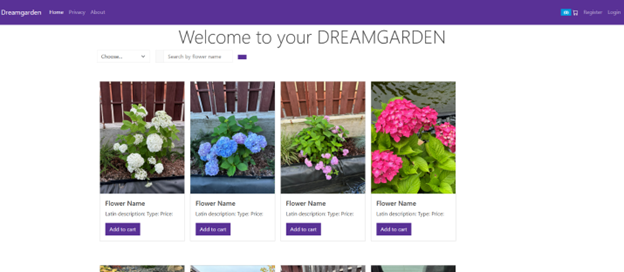 Dreamgarden Home Privacy About Register Login
Welcome to your DREAMGARDEN
Choose... Search by flower name
Flower Name Flower Name Flower Name Flower Name
Latin description: Type: Price: Latin description: Type: Price: Latin description: Type: Price: Latin description: Type: Price:
Add to cart Add to cart Add to cart Add to cart